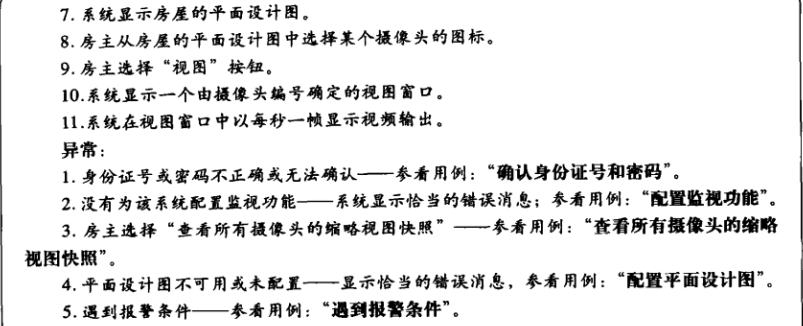 7. 系统显示房屋的平面设计图。
8. 房主从房屋的平面设计图中选择某个摄像头的图标。
9. 房主选择“视图”按钮。
10.系统显示一个由摄像头编号确定的视图窗口。
11.系统在视图窗口中以每秒一帧显示视频输出。
异常：
1. 身份证号或密码不正确或无法确认——参看用例：“确认身份证号和密码”。
2. 没有为该系统配置监视功能——系统显示恰当的错误消息；参看用例：“配置监视功能”。
3. 房主选择“查看所有摄像头的缩略视图快照”——参看用例：“查看所有摄像头的缩略
视图快照”。
4. 平面设计图不可用或未配置——显示恰当的错误消息，参看用例：“配置平面设计图”。
5. 遇到报警条件——参看用例：“遇到报警条件”。